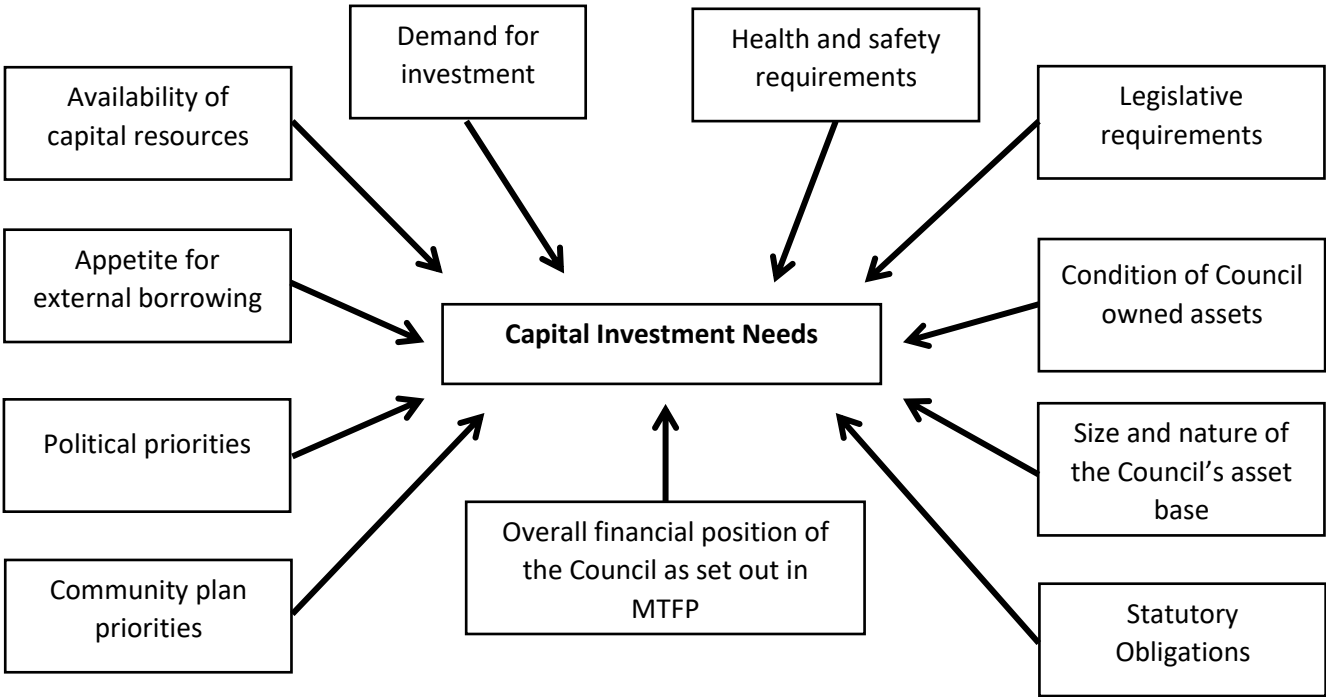 Demand for
investment
Health and safety
requirements
Availability of
capital resources
Legislative
requirements
Appetite for
external borrowing
Condition of Council
owned assets
Capital Investment Needs
Political priorities
Size and nature of
the Council’s asset
base
Overall financial position of
the Council as set out in
MTFP
Community plan
priorities
Statutory
Obligations